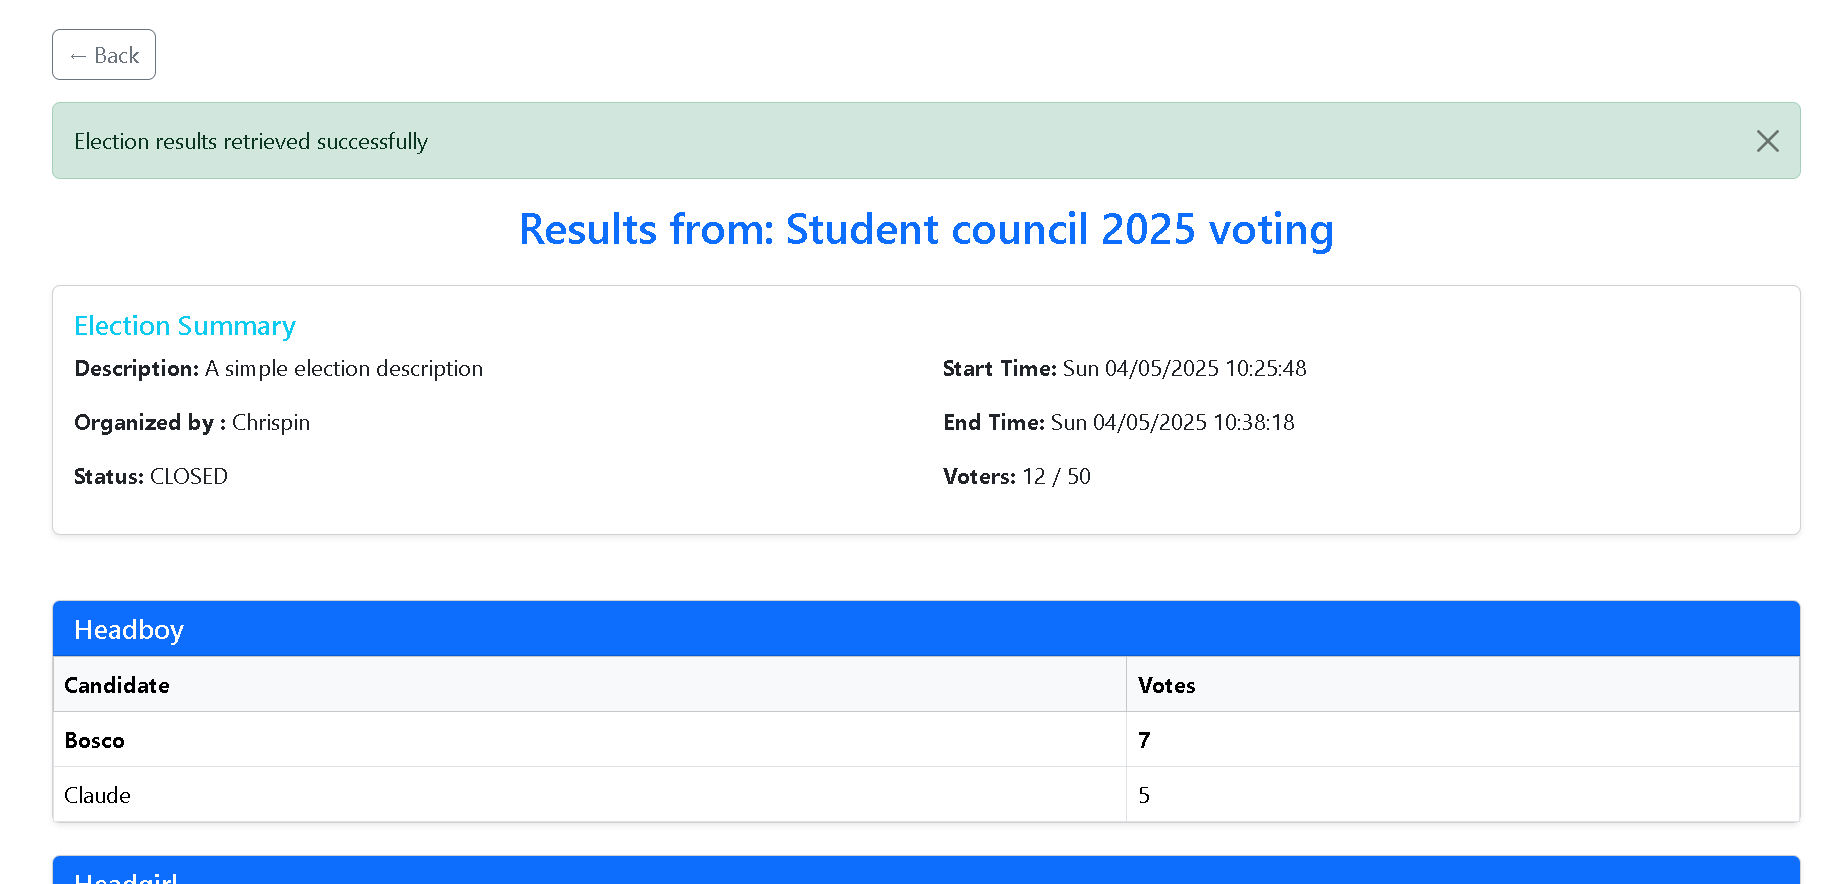 ← Back
Election results retrieved successfully
Results from: Student council 2025 voting
Election Summary
Description: A simple election description
Start Time: Sun 04/05/2025 10:25:48
Organized by : Chrispin
End Time: Sun 04/05/2025 10:38:18
Status: CLOSED
Voters: 12 / 50
Headboy
Candidate Votes
Bosco 7
Claude 5
Headgirl